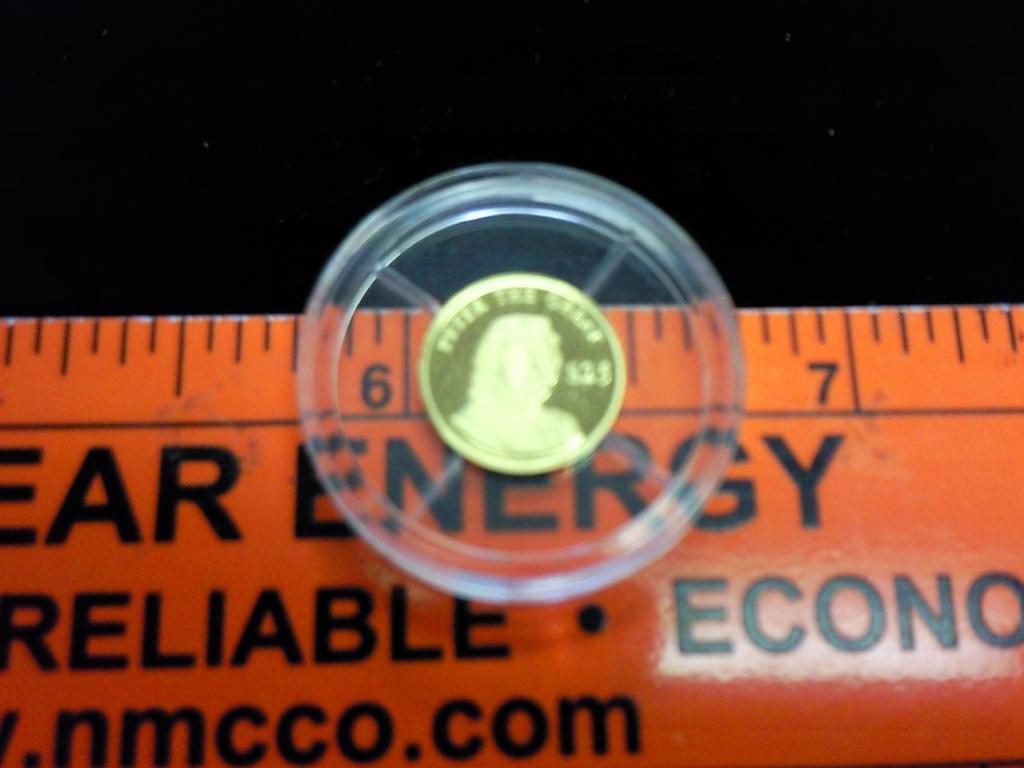 PETER THE GREAT
$25
6 7
EAR ENERGY
RELIABLE • ECONO
.nmcco.com